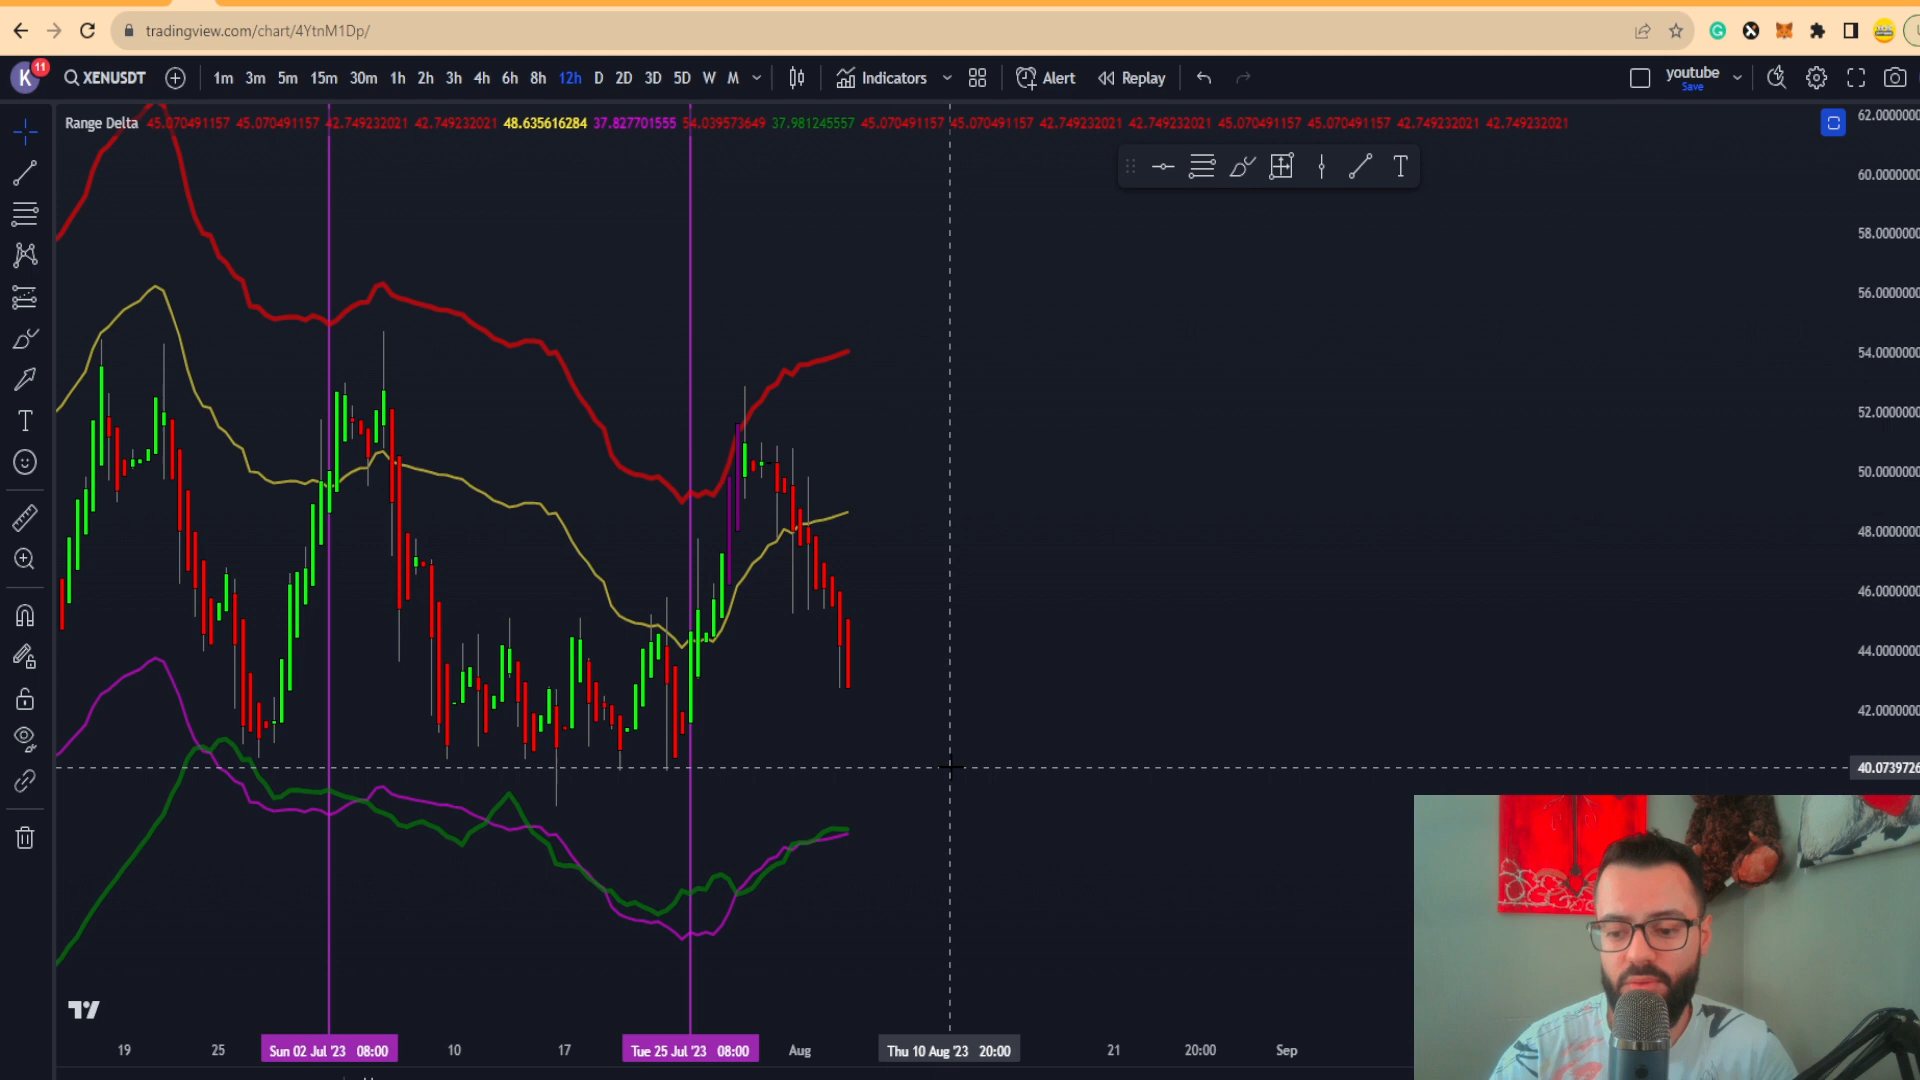 tradingview.com/chart/4YtnM1Dp/
K 11 XENUSDT 1m 3m 5m 15m 30m 1h 2h 3h 4h 6h 8h 12h D 2D 3D 5D W M Indicators Alert Replay youtube
Save
Range Delta 45.070491157 45.070491157 42.749232021 42.749232021 48.635616284 37.827701555 54.039573649 37.981245557 45.070491157 45.070491157 42.749232021 42.749232021 45.070491157 45.070491157 42.749232021 42.749232021
62.0000000
60.0000000
58.0000000
56.0000000
54.0000000
52.0000000
50.0000000
48.0000000
46.0000000
44.0000000
42.0000000
40.0739726
19 25 Sun 02 Jul '23 08:00 10 17 Tue 25 Jul '23 08:00 Aug Thu 10 Aug '23 20:00 21 20:00 Sep